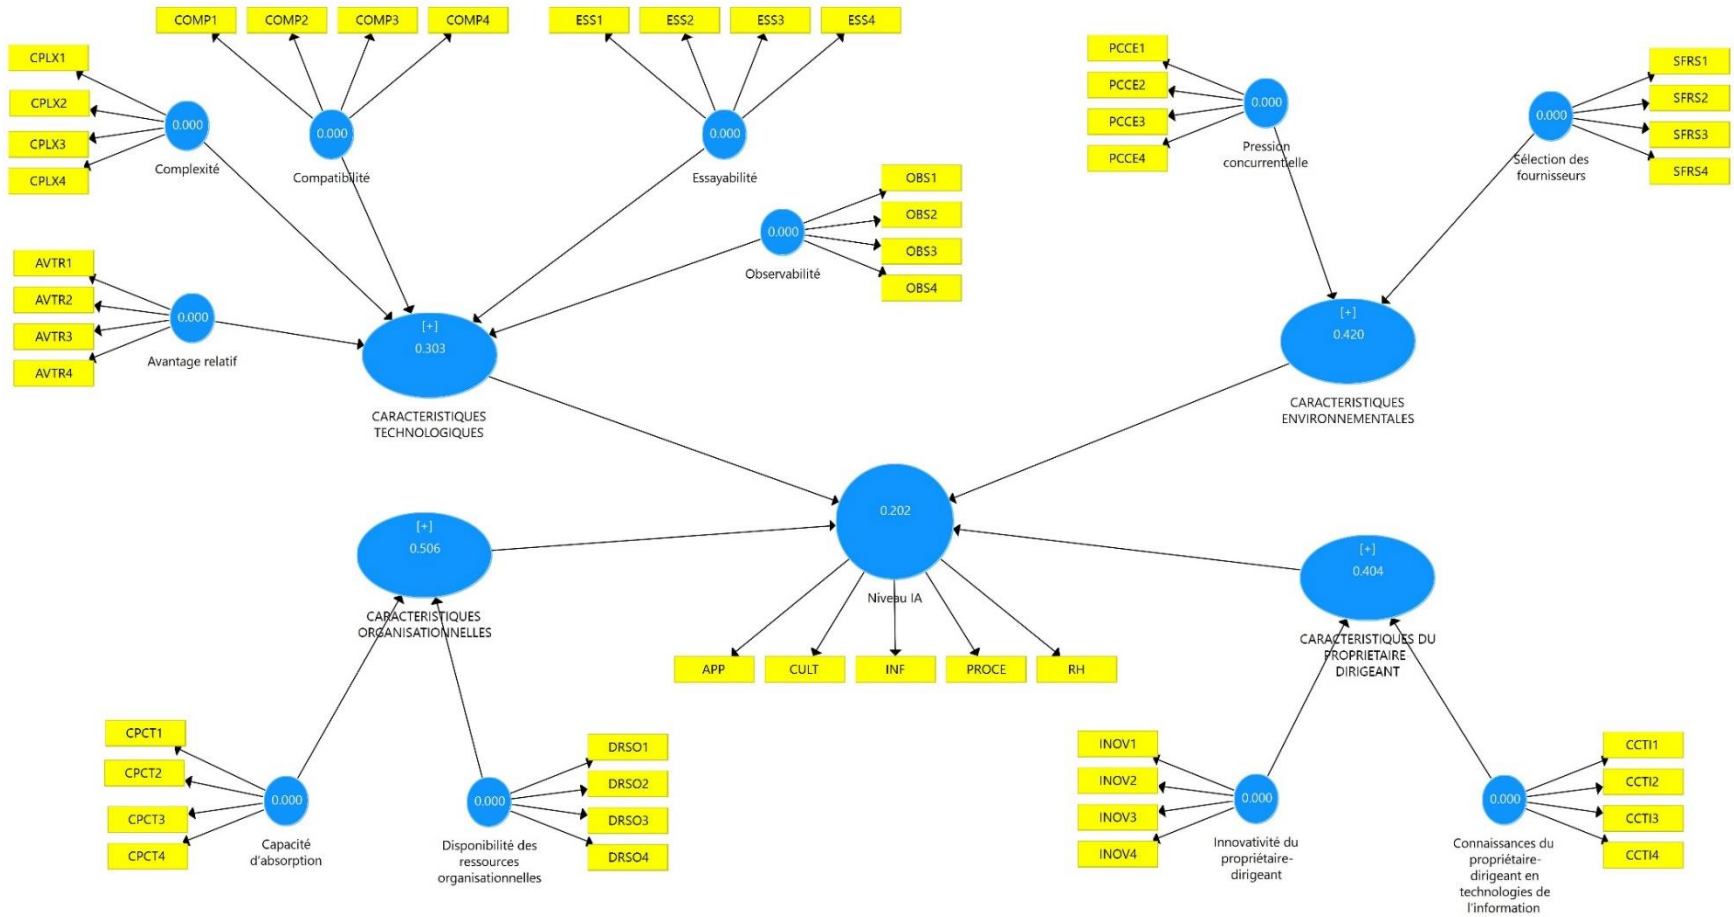 COMP1
COMP2
COMP3
COMP4
ESS1
ESS2
ESS3
ESS4
CPLX1
CPLX2
CPLX3
CPLX4
0.000
Complexité
0.000
Compatibilité
0.000
Essayabilité
PCCE1
PCCE2
PCCE3
PCCE4
0.000
Pression
concurrentielle
0.000
Sélection des
fournisseurs
SFRS1
SFRS2
SFRS3
SFRS4
0.000
Observabilité
OBS1
OBS2
OBS3
OBS4
AVTR1
AVTR2
AVTR3
AVTR4
0.000
Avantage relatif
[+]
0.303
CARACTERISTIQUES
TECHNOLOGIQUES
[+]
0.420
CARACTERISTIQUES
ENVIRONNEMENTALES
0.202
Niveau IA
APP
CULT
INF
PROCE
RH
[+]
0.506
CARACTERISTIQUES
ORGANISATIONNELLES
[+]
0.404
CARACTERISTIQUES DU
PROPRIETAIRE
DIRIGEANT
CPCT1
CPCT2
CPCT3
CPCT4
0.000
Capacité
d'absorption
0.000
Disponibilité des
ressources
organisationnelles
DRSO1
DRSO2
DRSO3
DRSO4
INOV1
INOV2
INOV3
INOV4
0.000
Innovativité du
propriétaire-
dirigeant
0.000
Connaissances du
propriétaire-
dirigeant en
technologies de
l'information
CCTI1
CCTI2
CCTI3
CCTI4